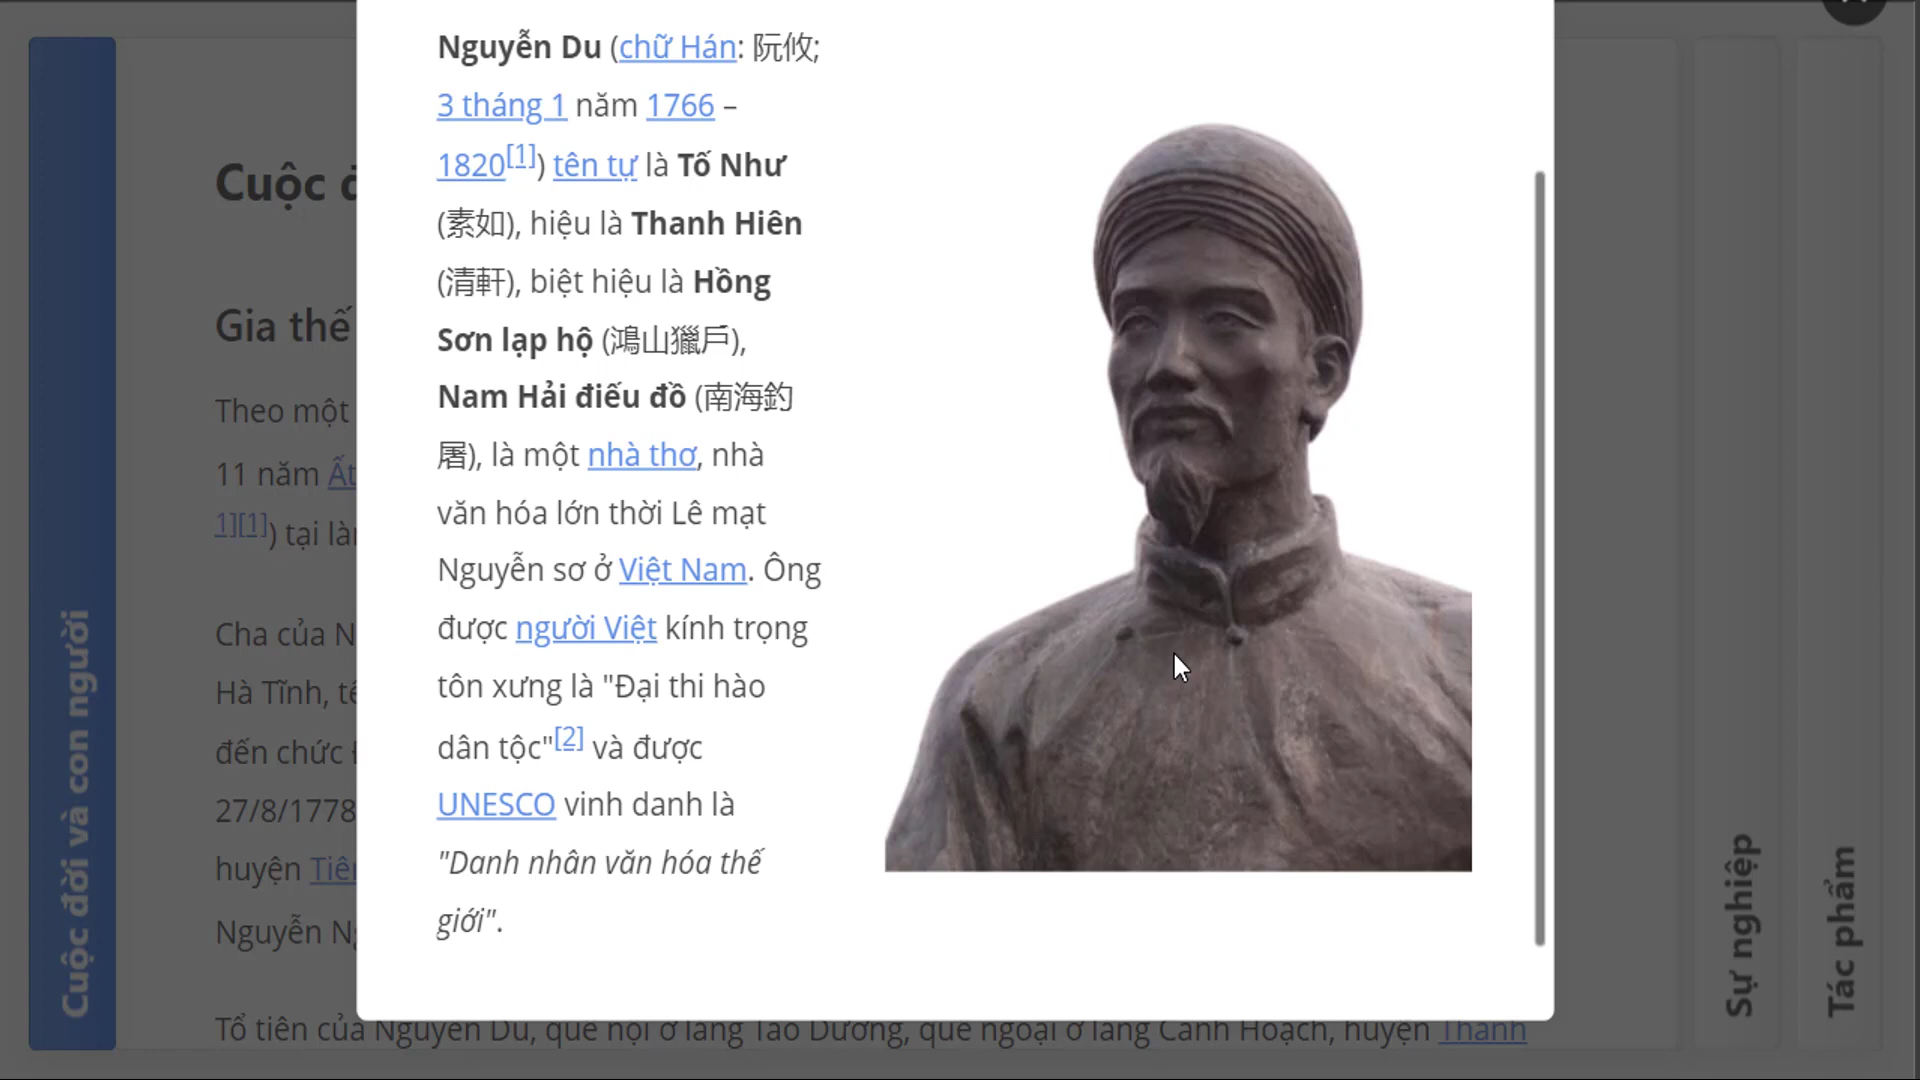 Nguyễn Du (chữ Hán: 阮攸;
3 tháng 1 năm 1766 –
1820[1]) tên tự là Tố Như
(素如), hiệu là Thanh Hiên
(清軒), biệt hiệu là Hồng
Sơn lạp hộ (鴻山獵戶),
Nam Hải điếu đồ (南海釣
屠), là một nhà thơ, nhà
văn hóa lớn thời Lê mạt
Nguyễn sơ ở Việt Nam. Ông
được người Việt kính trọng
tôn xưng là "Đại thi hào
dân tộc"[2] và được
UNESCO vinh danh là
"Danh nhân văn hóa thế
giới".
Cuộc đời và con người
Cuộc
Gia thế
Theo một
11 năm Ất
1][1]) tại
Cha của
Hà Tĩnh,
đến chức
27/8/1778
huyện
Nguyễn
Tổ tiên của Nguyễn Du, quê nội ở làng Tảo Dương, quê ngoại ở làng Canh Hoạch, huyện Thanh
Sự nghiệp
Tác phẩm